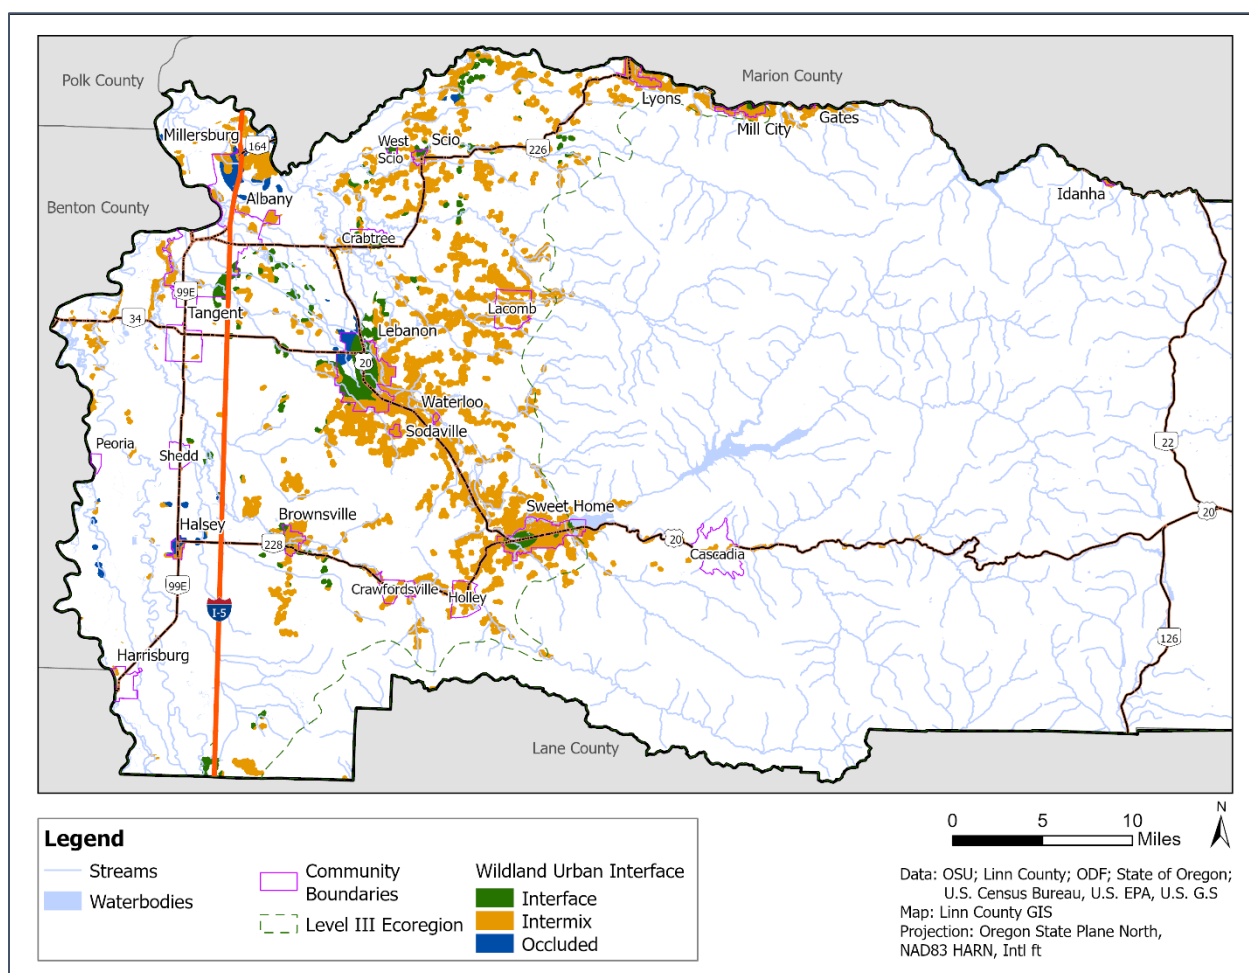 Polk County
Marion County
Millersburg
164
Lyons
Mill City
Gates
West
Scio
Scio
226
Idanha
Benton County
Albany
Crabtree
99E
Tangent
34
Lacomb
Lebanon
20
Waterloo
Sodaville
Peoria
Shedd
22
Sweet Home
Brownsville
Halsey
228
20
Cascadia
20
99E
Crawfordsville
Holley
I-5
126
Harrisburg
Lane County
Legend
Streams
Waterbodies
Community
Boundaries
Level III Ecoregion
Wildland Urban Interface
Interface
Intermix
Occluded
0 5 10
Miles
N
Data: OSU; Linn County; ODF; State of Oregon;
U.S. Census Bureau, U.S. EPA, U.S. G.S
Map: Linn County GIS
Projection: Oregon State Plane North,
NAD83 HARN, Intl ft